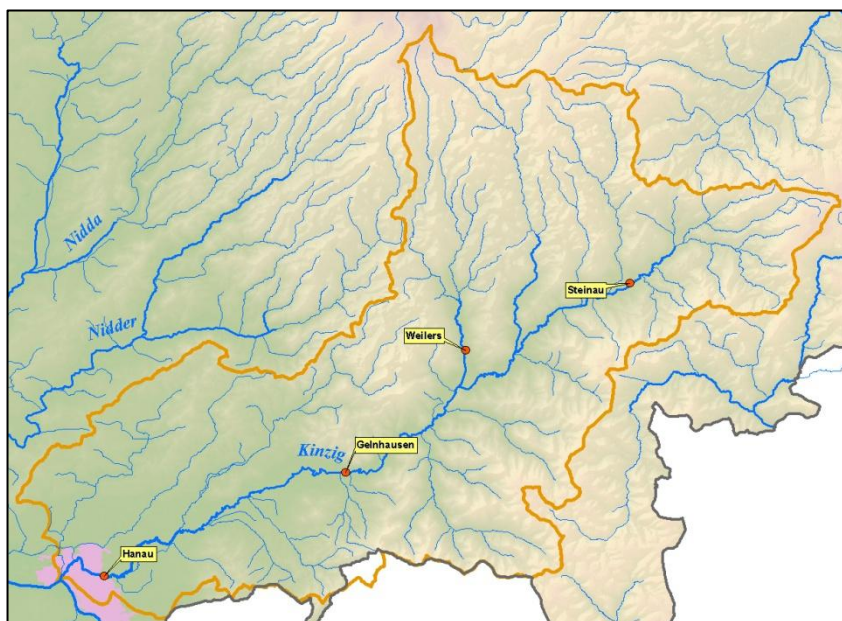 Nidda
Steinau
Nidder
Weilers
Kinzig
Gelnhausen
Hanau